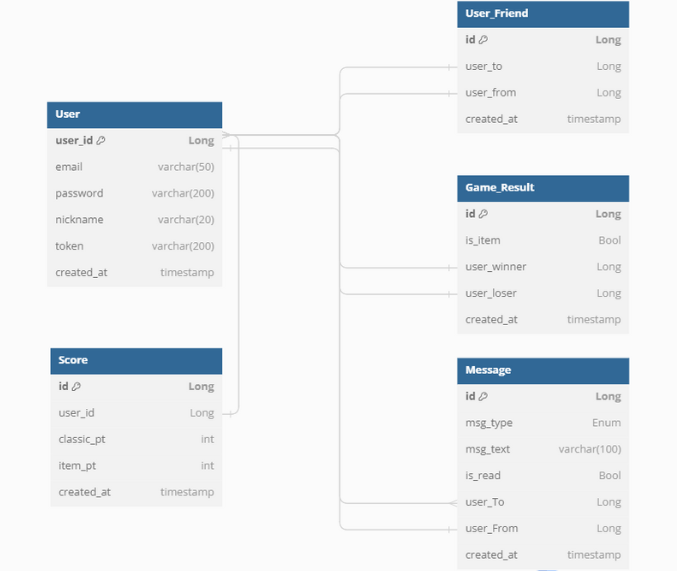 User_Friend
id Long
user_to Long
user_from Long
created_at timestamp
User
user_id Long
email varchar(50)
password varchar(200)
nickname varchar(20)
token varchar(200)
created_at timestamp
Game_Result
id Long
is_item Bool
user_winner Long
user_loser Long
created_at timestamp
Score
id Long
user_id Long
classic_pt int
item_pt int
created_at timestamp
Message
id Long
msg_type Enum
msg_text varchar(100)
is_read Bool
user_To Long
user_From Long
created_at timestamp